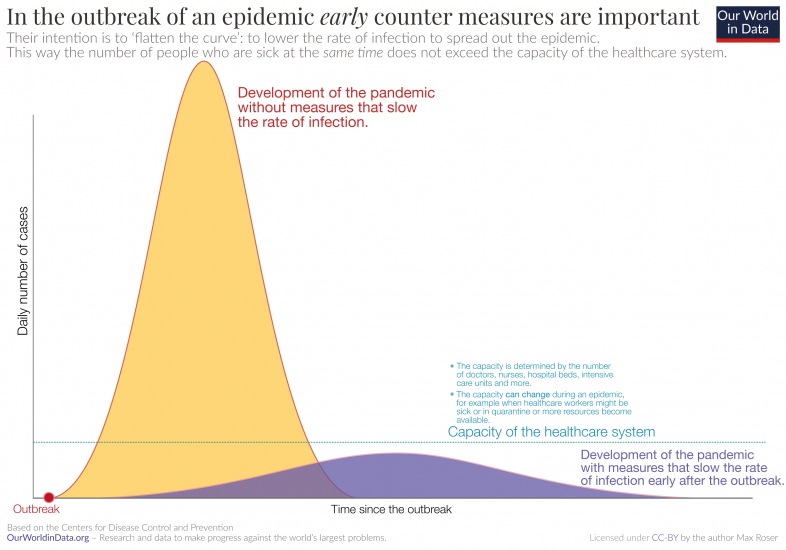 In the outbreak of an epidemic early counter measures are important
Our World
in Data
Their intention is to ‘flatten the curve’: to lower the rate of infection to spread out the epidemic.
This way the number of people who are sick at the same time does not exceed the capacity of the healthcare system.
Development of the pandemic
without measures that slow
the rate of infection.
Daily number of cases
* The capacity is determined by the number
of doctors, nurses, hospital beds, intensive
care units and more.
* The capacity can change during an epidemic,
for example when healthcare workers might be
sick or in quarantine or more resources become
available.
Capacity of the healthcare system
Development of the pandemic
with measures that slow the rate
of infection early after the outbreak.
Outbreak
Time since the outbreak
Based on the Centers for Disease Control and Prevention
OurWorldinData.org – Research and data to make progress against the world's largest problems.
Licensed under CC-BY by the author Max Roser